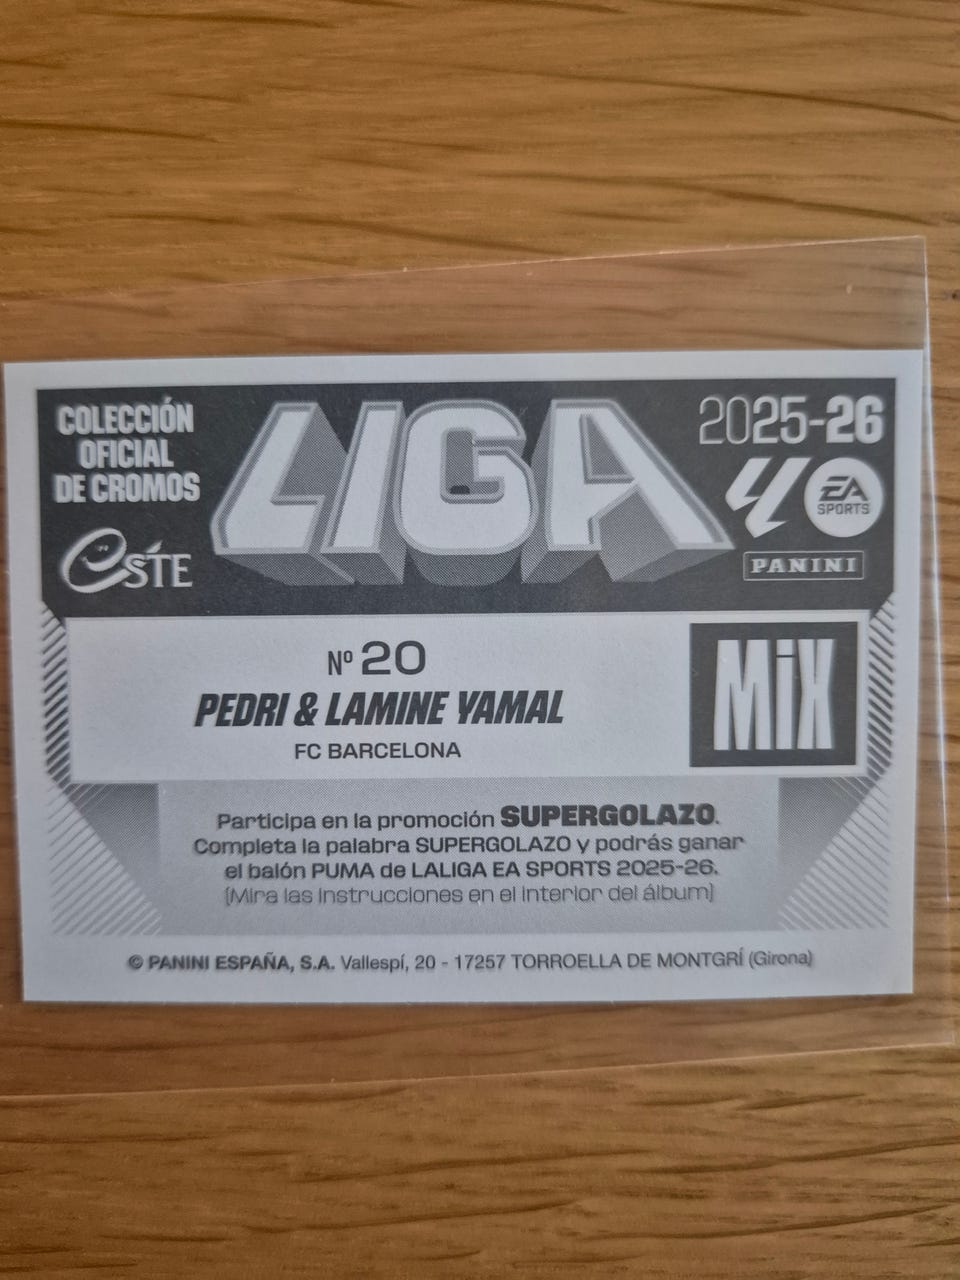 COLECCIÓN
OFICIAL
DE CROMOS
eSTE
LIGA
2025-26
EA
SPORTS
PANINI
Nº 20
PEDRI & LAMINE YAMAL
FC BARCELONA
MiX
Participa en la promoción SUPERGOLAZO.
Completa la palabra SUPERGOLAZO y podrás ganar
el balón PUMA de LALIGA EA SPORTS 2025-26.
(Mira las instrucciones en el interior del álbum)
© PANINI ESPAÑA, S.A. Vallespí, 20 - 17257 TORROELLA DE MONTGRÍ (Girona)